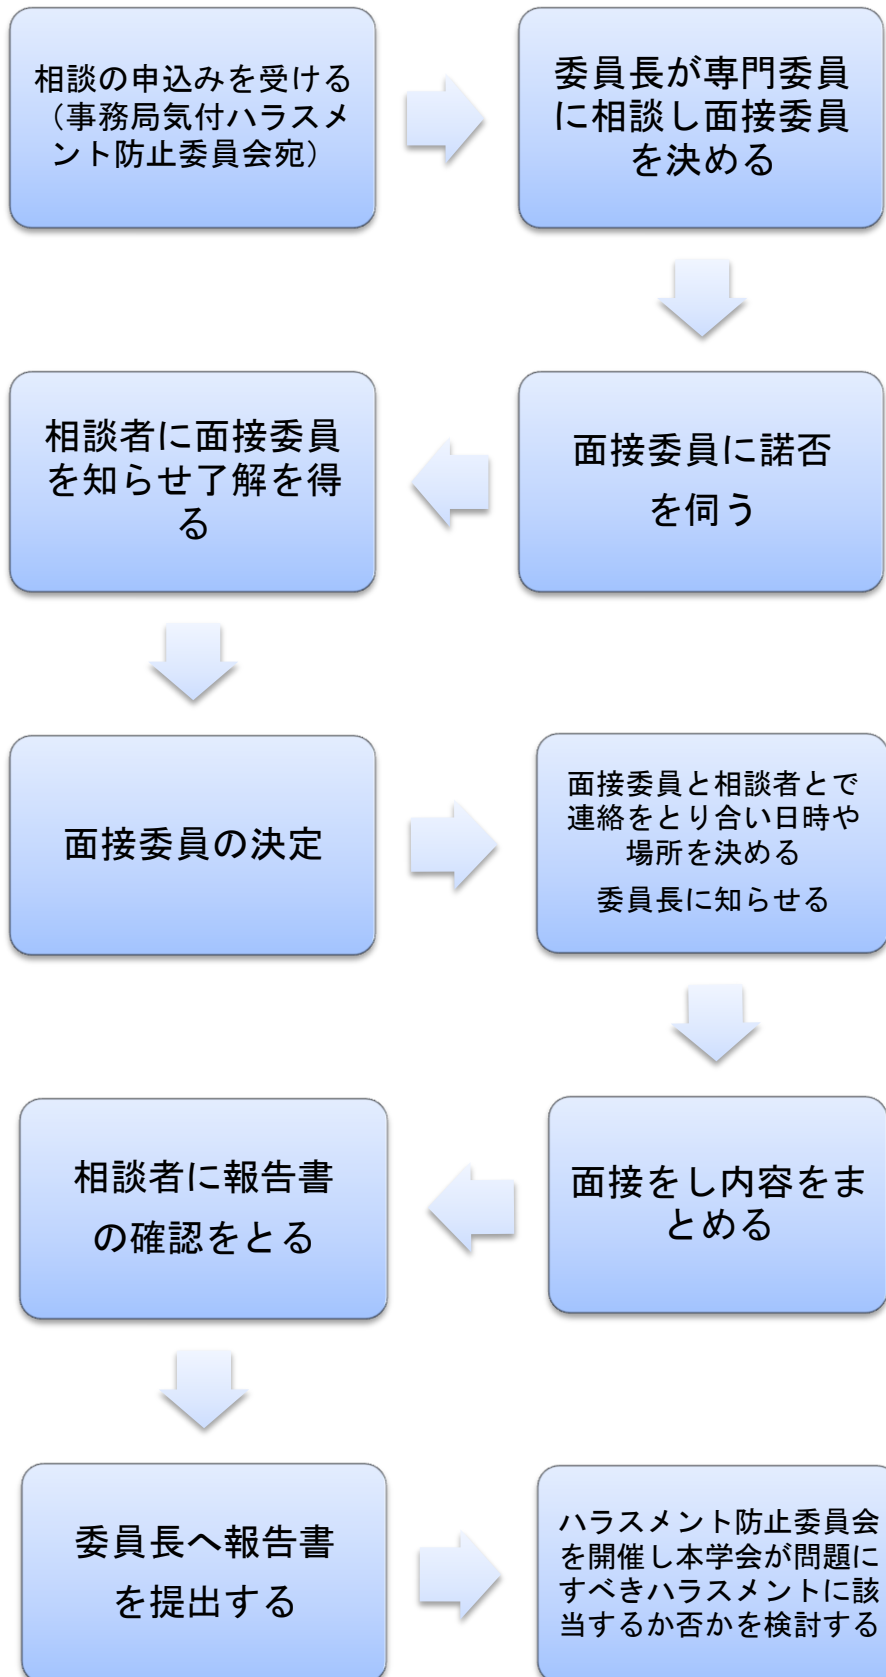 相談の申込みを受ける
（事務局気付ハラスメ
ント防止委員会宛）
委員長が専門委員
に相談し面接委員
を決める
面接委員に諾否
を伺う
相談者に面接委員
を知らせ了解を得
る
面接委員の決定
面接委員と相談者とで
連絡をとり合い日時や
場所を決める
委員長に知らせる
面接をし内容をま
とめる
相談者に報告書
の確認をとる
委員長へ報告書
を提出する
ハラスメント防止委員会
を開催し本学会が問題に
すべきハラスメントに該
当するか否かを検討する